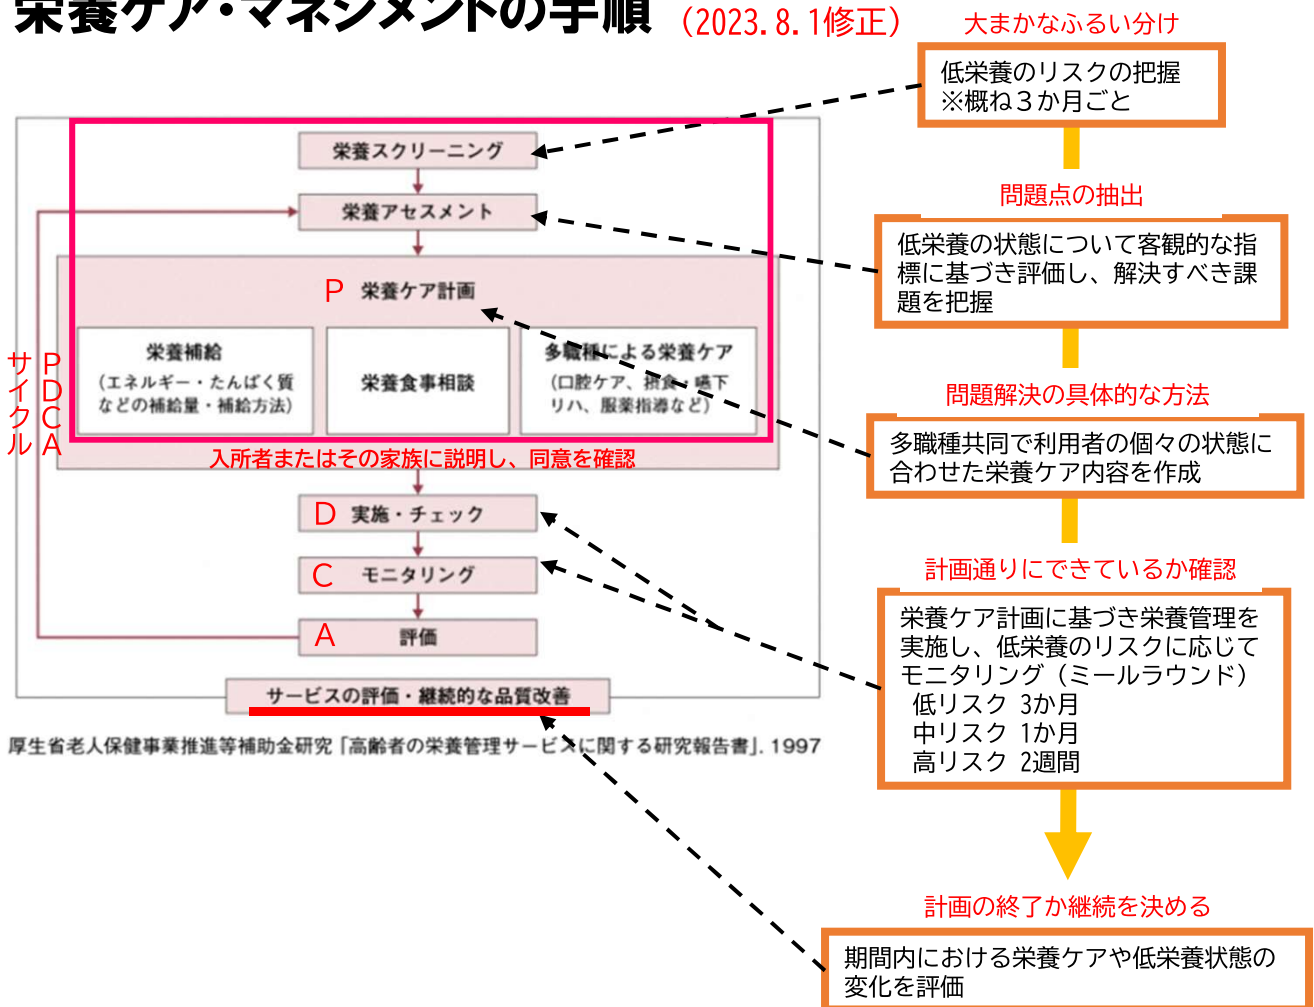 栄養ケア・マネジメントの手順 （2023.8.1修正）
大まかなふるい分け
低栄養のリスクの把握
※概ね３か月ごと
栄養スクリーニング
栄養アセスメント
P 栄養ケア計画
栄養補給
（エネルギー・たんぱく質
などの補給量・補給方法）
栄養食事相談
多職種による栄養ケア
（口腔ケア、摂食・嚥下
リハ、服薬指導など）
入所者またはその家族に説明し、同意を確認
PDCA
サイクル
D 実施・チェック
C モニタリング
A 評価
サービスの評価・継続的な品質改善
厚生省老人保健事業推進等補助金研究「高齢者の栄養管理サービスに関する研究報告書」. 1997
問題点の抽出
低栄養の状態について客観的な指
標に基づき評価し、解決すべき課
題を把握
問題解決の具体的な方法
多職種共同で利用者の個々の状態に
合わせた栄養ケア内容を作成
計画通りにできているか確認
栄養ケア計画に基づき栄養管理を
実施し、低栄養のリスクに応じて
モニタリング（ミールラウンド）
低リスク 3か月
中リスク 1か月
高リスク 2週間
計画の終了か継続を決める
期間内における栄養ケアや低栄養状態の
変化を評価